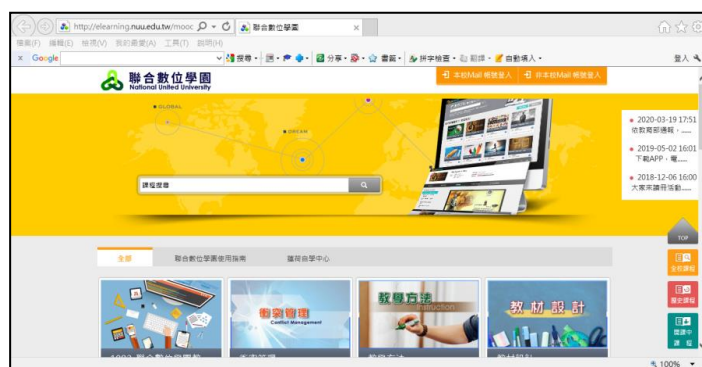 http://elearning.nuu.edu.tw/mooc
聯合數位學園
檔案(F) 編輯(E) 檢視(V) 我的最愛(A) 工具(T) 說明(H)
x Google 搜尋 分享 書籤 拼字檢查 翻譯 自動填入 登入
聯合數位學園
National United University
本校Mail 帳號登入 非本校Mail 帳號登入
GLOBAL
DREAM
2020-03-19 17:51
依教育部通報，......
2019-05-02 16:01
下載APP，電......
2018-12-06 16:00
大家來讀冊活動......
課程搜尋
TOP
全部 聯合數位學園使用指南 蓮荷自學中心
全校課程
歷史課程
開課中
課 程
衝突管理
Conflict Management
教學方法
Instruction
教材設計
100%